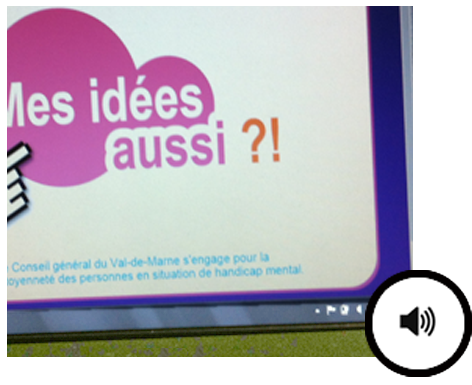 Mes idées
aussi ?!
Conseil général du Val-de-Marne s'engage pour la
oyenneté des personnes en situation de handicap mental.